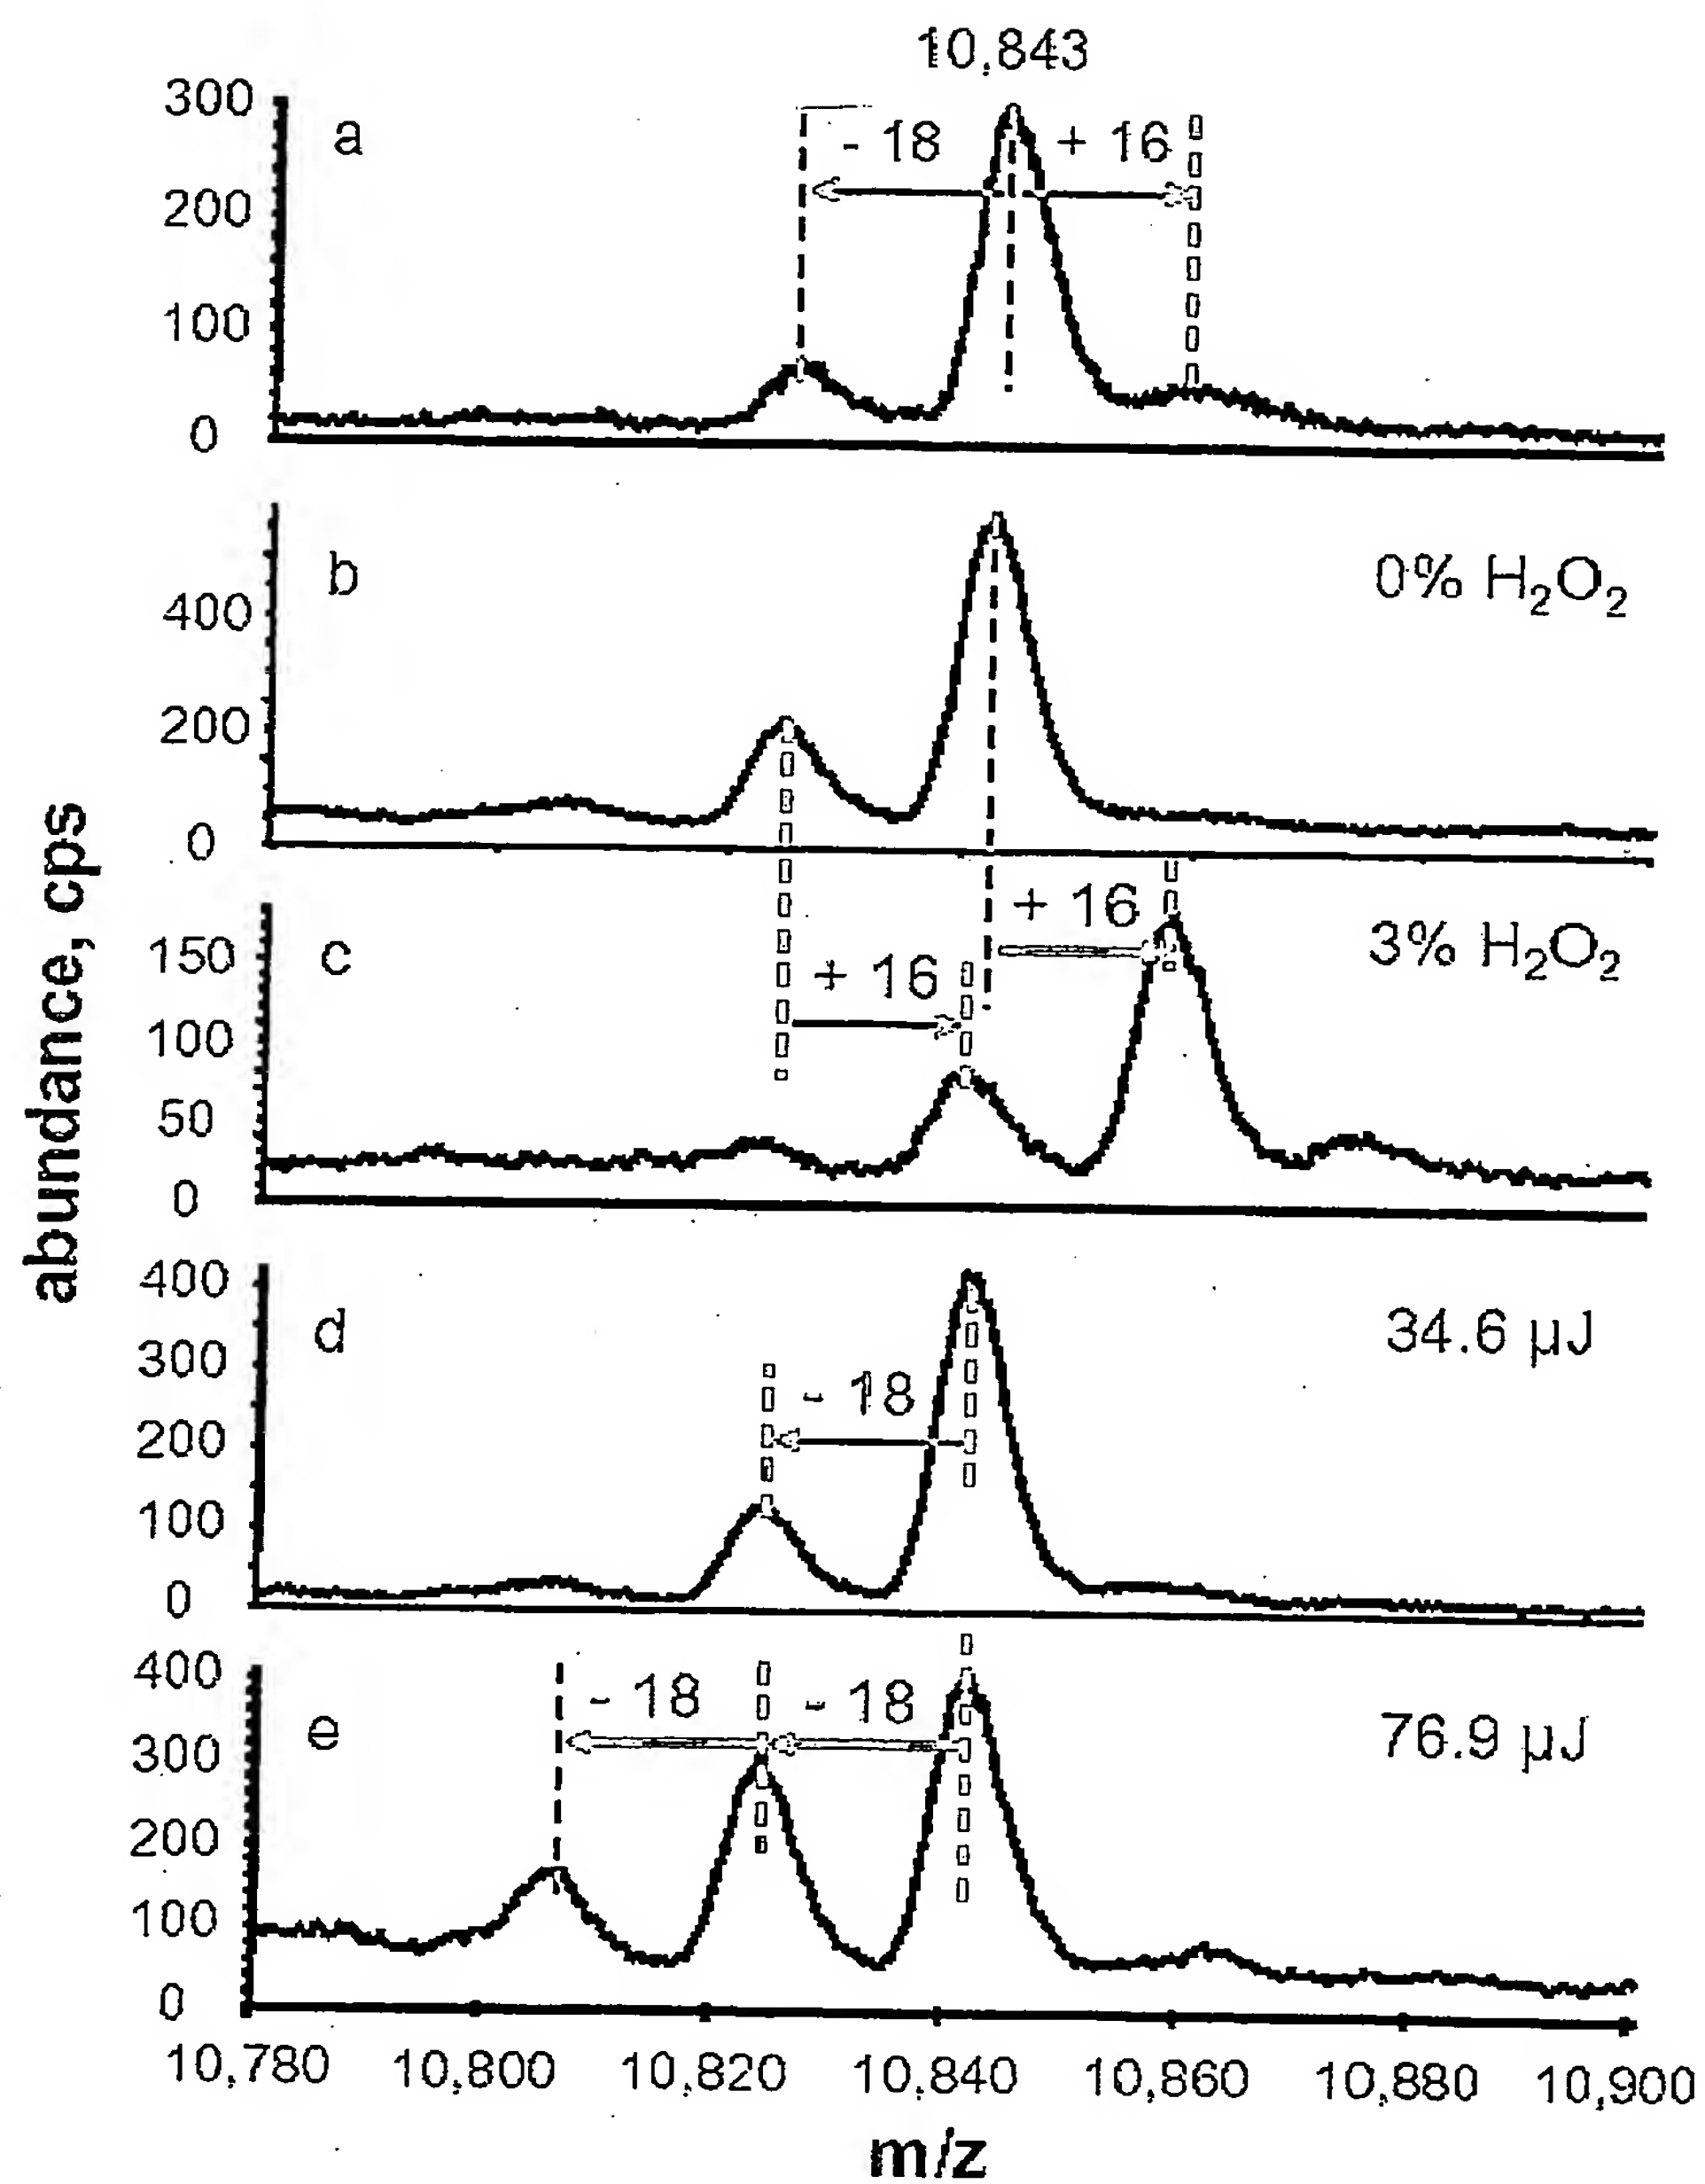 10,843
300
a
- 18
+ 16
200
100
0
b
0% H₂O₂
400
200
0
+ 16
c
3% H₂O₂
150
+ 16
100
50
0
abundance, cps
400
d
34.6 µJ
300
- 18
200
100
0
400
- 18
- 18
e
76.9 µJ
300
200
100
0
10,780 10,800 10,820 10,840 10,860 10,880 10,900
m/z